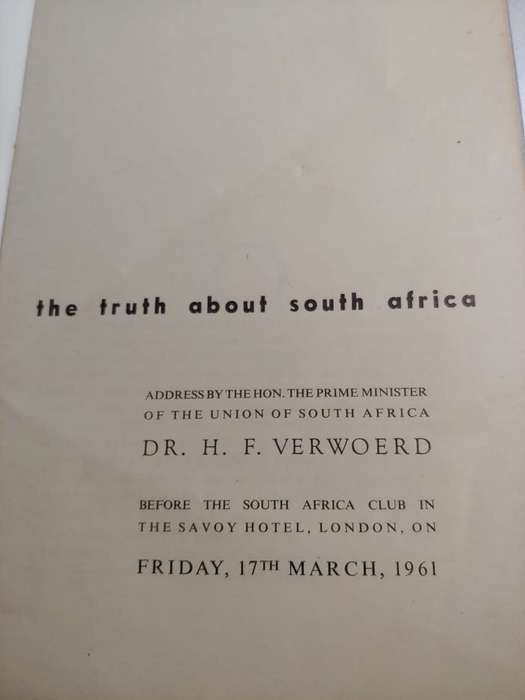 the truth about south africa
ADDRESS BY THE HON. THE PRIME MINISTER
OF THE UNION OF SOUTH AFRICA
DR. H. F. VERWOERD
BEFORE THE SOUTH AFRICA CLUB IN
THE SAVOY HOTEL, LONDON, ON
FRIDAY, 17TH MARCH, 1961